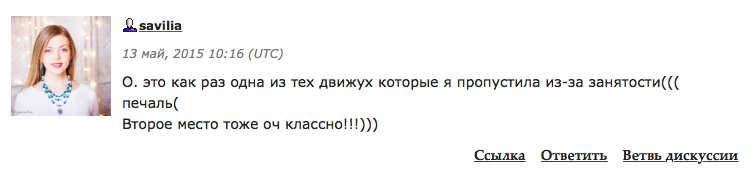 savilia
13 май, 2015 10:16 (UTC)
О. это как раз одна из тех движух которые я пропустила из-за занятости(((
печаль(
Второе место тоже оч классно!!!)))
Ссылка Ответить Ветвь дискуссии